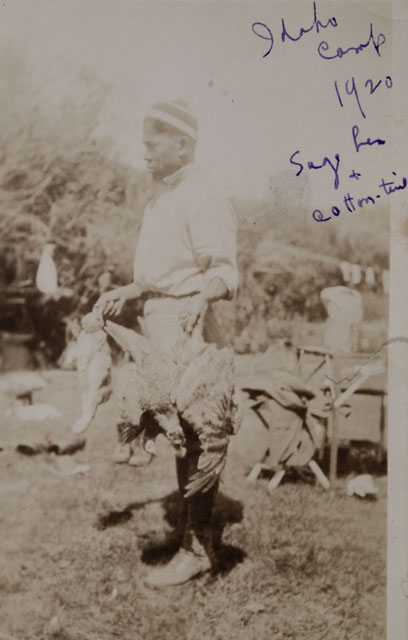 Idaho
Camp
1920
Sage hen
+
cotton-tail